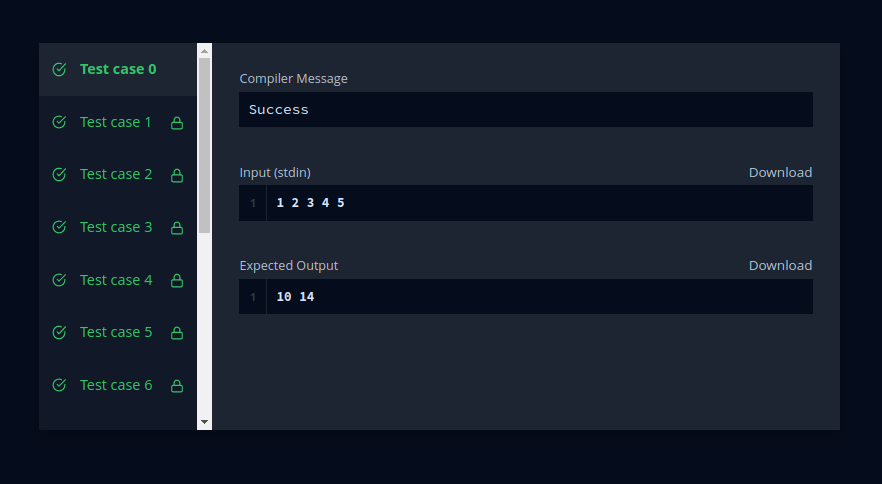 Test case 0
Test case 1
Test case 2
Test case 3
Test case 4
Test case 5
Test case 6
Compiler Message
Success
Input (stdin) Download
1 1 2 3 4 5
Expected Output Download
1 10 14